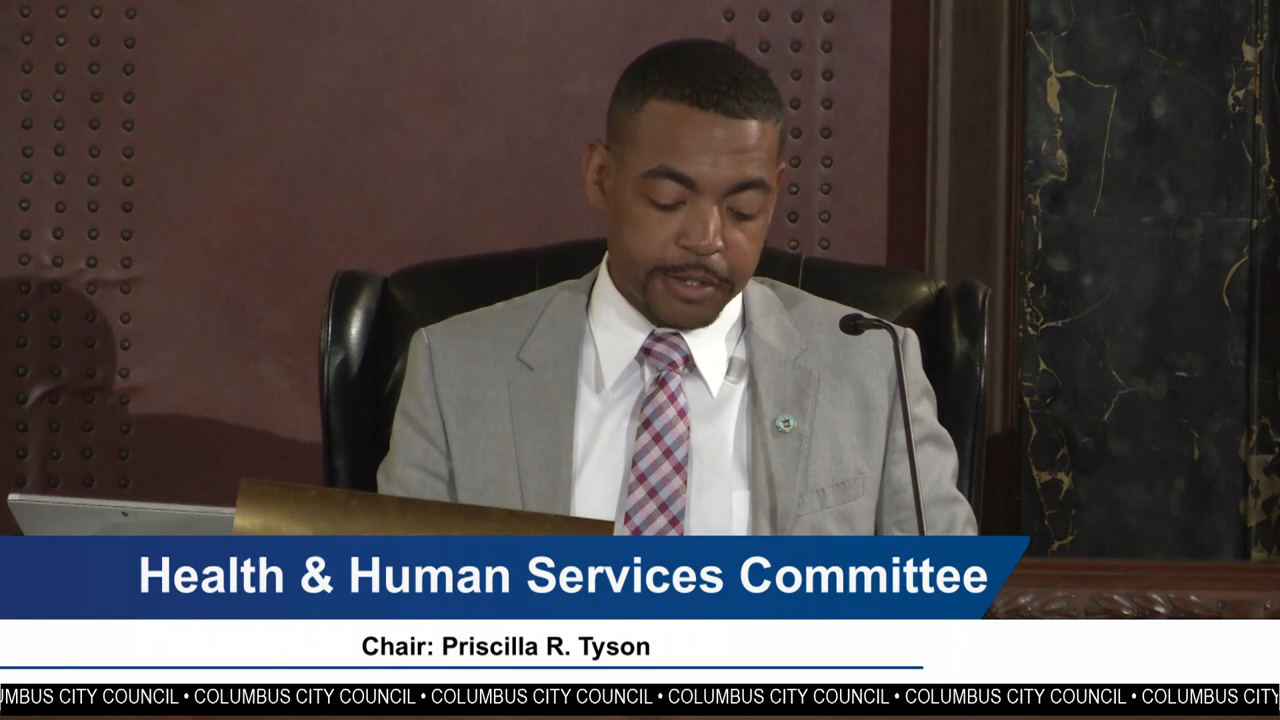 Health & Human Services Committee
Chair: Priscilla R. Tyson
UMBUS CITY COUNCIL • COLUMBUS CITY COUNCIL • COLUMBUS CITY COUNCIL • COLUMBUS CITY COUNCIL • COLUMBUS CITY COUNCIL • COLUMBUS CITY